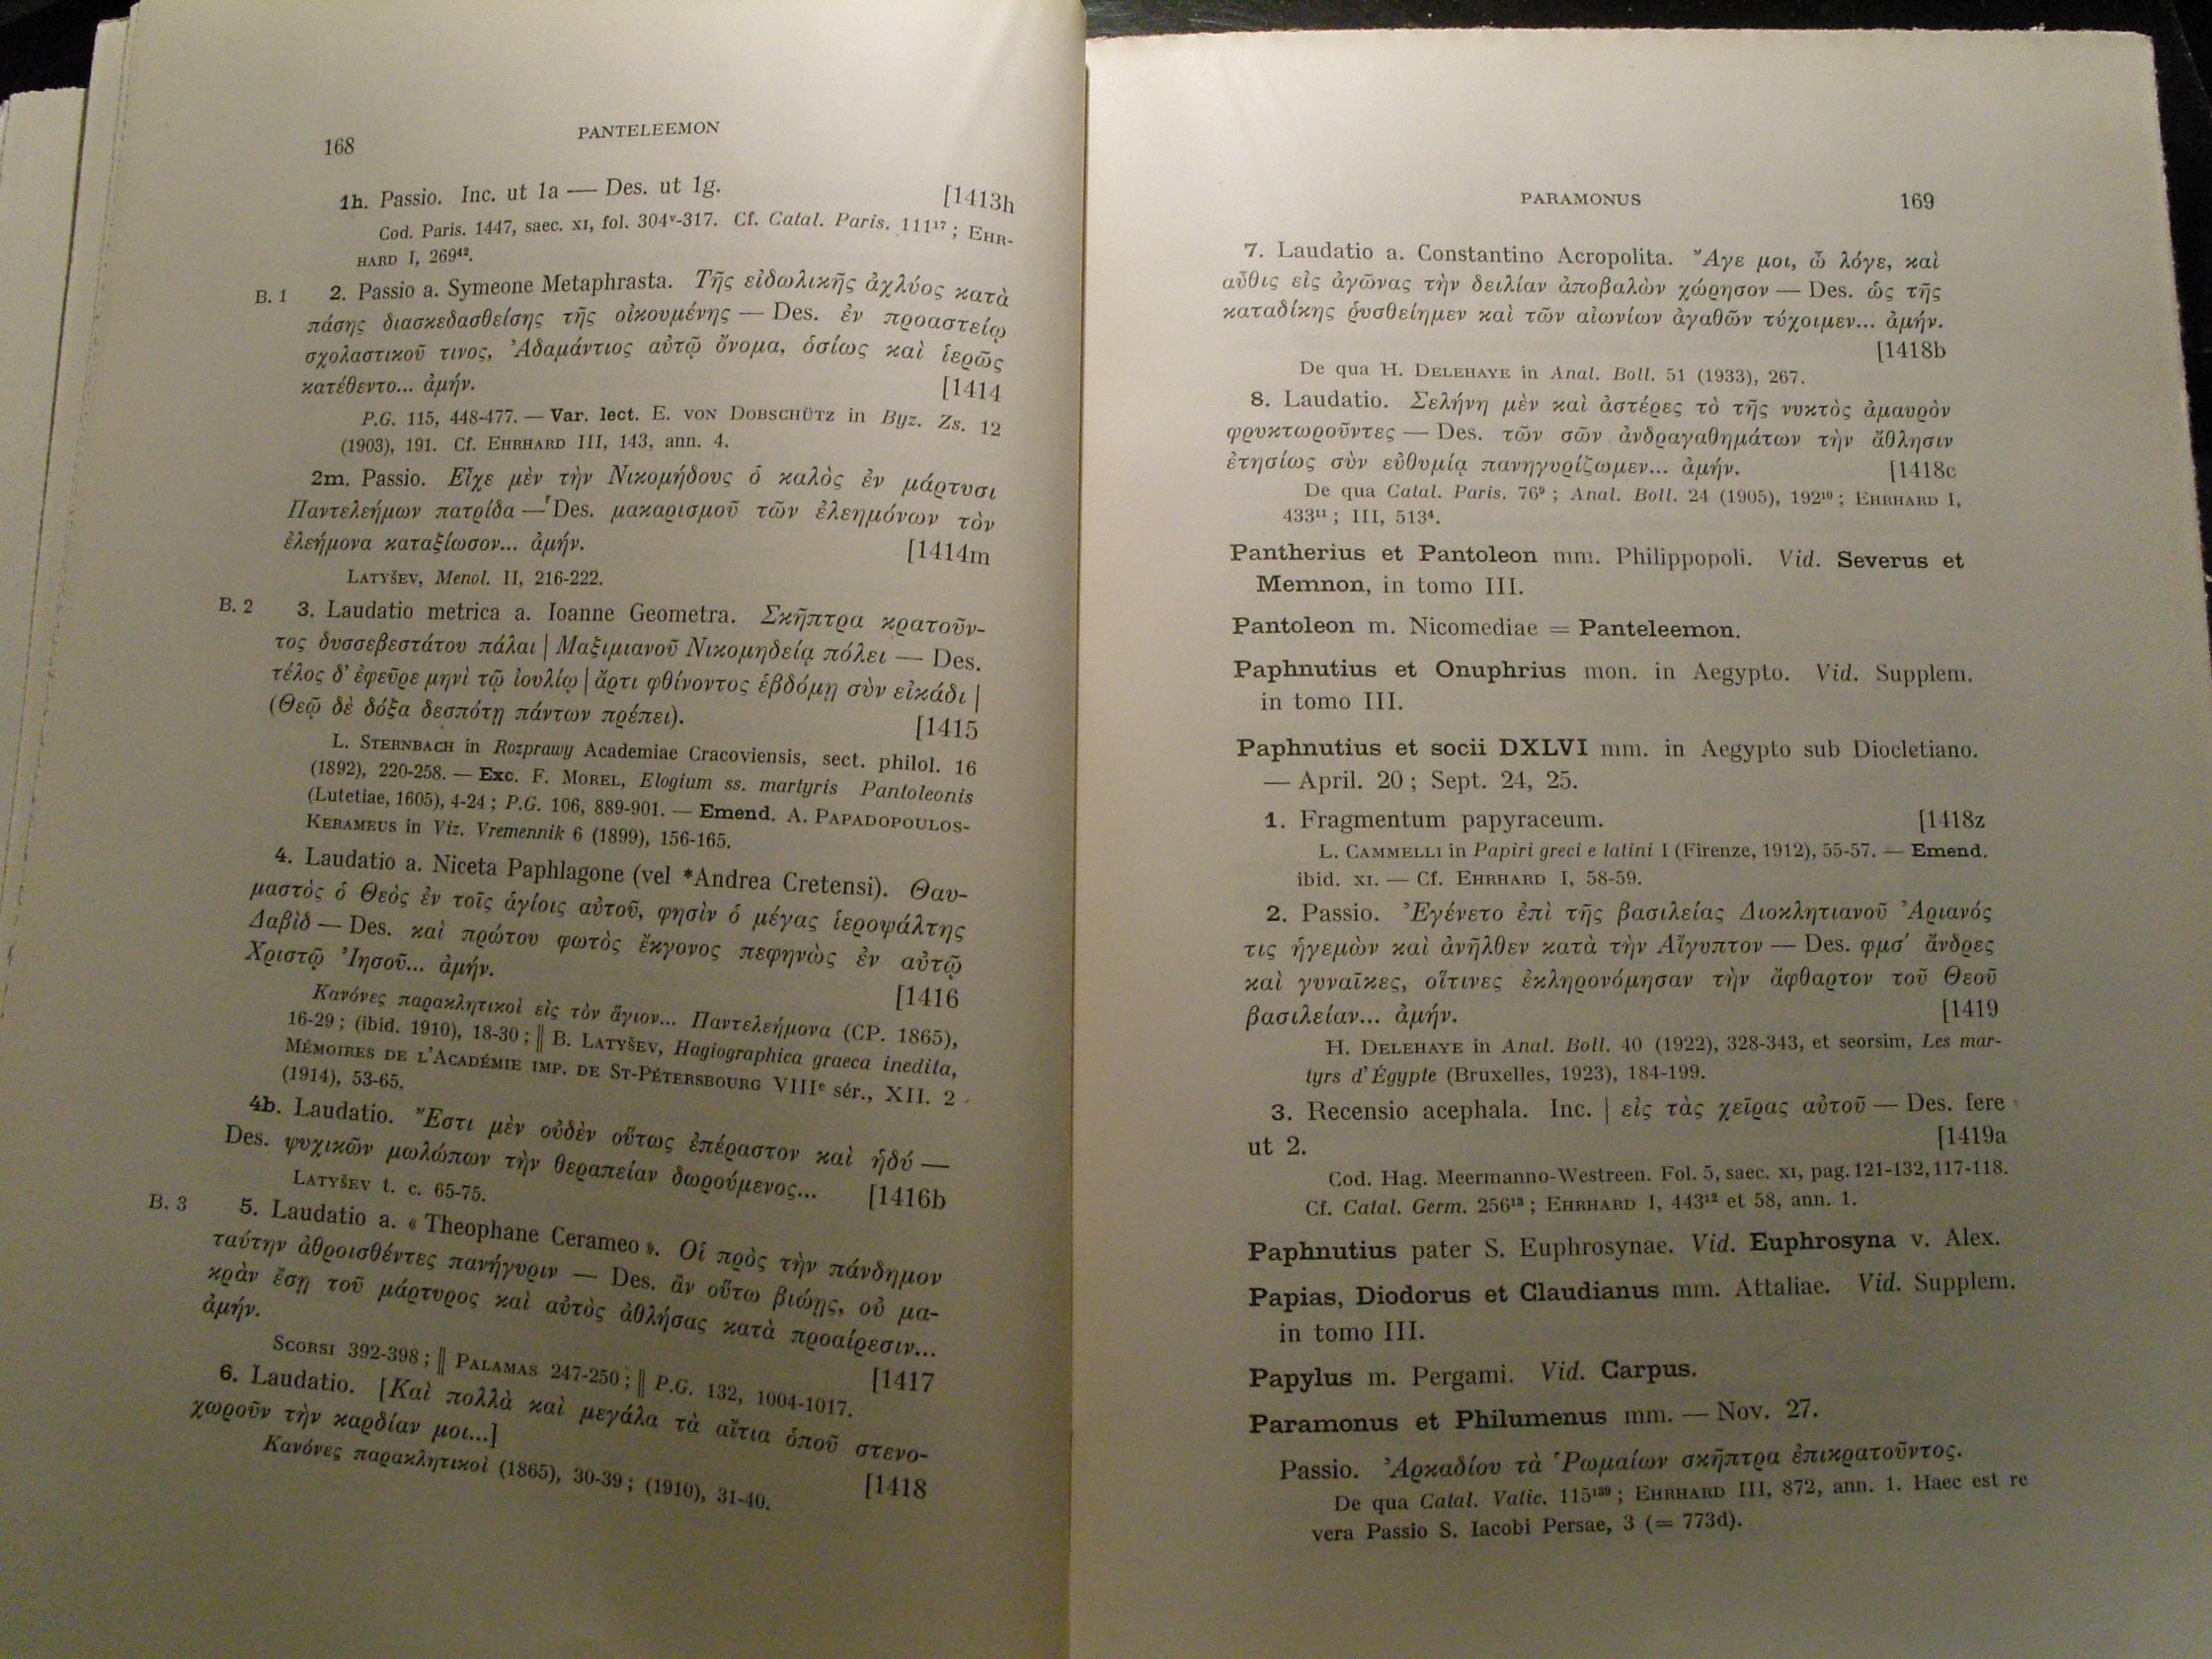 168
PANTELEEMON
1h. Passio. Inc. ut 1a — Des. ut 1g. [1413h
Cod. Paris. 1447, saec. XI, fol. 304ᵛ-317. Cf. Catal. Paris. 111¹⁷ ; EHR-
HARD I, 269⁴².
B. 1 2. Passio a. Symeone Metaphrasta. Τῆς εἰδωλικῆς ἀχλύος κατὰ
πάσης διασκεδασθείσης τῆς οἰκουμένης — Des. ἐν προαστείῳ
σχολαστικοῦ τινος, Ἀδαμάντιος αὐτῷ ὄνομα, ὁσίως καὶ ἱερῶς
κατέθεντο... ἀμήν. [1414
P.G. 115, 448-477. — Var. lect. E. VON DOBSCHÜTZ in Byz. Zs. 12
(1903), 191. Cf. EHRHARD III, 143, ann. 4.
2m. Passio. Εἶχε μὲν τὴν Νικομήδους ὁ καλὸς ἐν μάρτυσι
Παντελεήμων πατρίδα — Des. μακαρισμοῦ τῶν ἐλεημόνων τὸν
ἐλεήμονα καταξίωσον... ἀμήν. [1414m
LATYŠEV, Menol. II, 216-222.
B. 2 3. Laudatio metrica a. Ioanne Geometra. Σκῆπτρα κρατοῦν-
τος δυσσεβεστάτου πάλαι | Μαξιμιανοῦ Νικομηδείᾳ πόλει — Des.
τέλος δ’ ἐφεῦρε μηνὶ τῷ ἰουλίῳ | ἄρτι φθίνοντος ἑβδόμῃ σὺν εἰκάδι |
(Θεῷ δὲ δόξα δεσπότῃ πάντων πρέπει). [1415
L. STERNBACH in Rozprawy Academiae Cracoviensis, sect. philol. 16
(1892), 220-258. — Exc. F. MOREL, Elogium ss. martyris Pantoleonis
(Lutetiae, 1605), 4-24 ; P.G. 106, 889-901. — Emend. A. PAPADOPOULOS-
KERAMEUS in Viz. Vremennik 6 (1899), 156-165.
4. Laudatio a. Niceta Paphlagone (vel *Andrea Cretensi). Θαυ-
μαστὸς ὁ Θεὸς ἐν τοῖς ἁγίοις αὐτοῦ, φησὶν ὁ μέγας ἱεροψάλτης
Δαβὶδ — Des. καὶ πρώτου φωτὸς ἔκγονος πεφηνὼς ἐν αὐτῷ
Χριστῷ Ἰησοῦ... ἀμήν. [1416
Κανόνες παρακλητικοὶ εἰς τὸν ἅγιον... Παντελεήμονα (CP. 1865),
16-29 ; (ibid. 1910), 18-30 ; || B. LATYŠEV, Hagiographica graeca inedita,
MÉMOIRES DE L'ACADÉMIE IMP. DE ST-PÉTERSBOURG VIIIᵉ sér., XII. 2
(1914), 53-65.
4b. Laudatio. Ἔστι μὲν οὐδὲν οὕτως ἐπέραστον καὶ ἡδύ —
Des. ψυχικῶν μωλώπων τὴν θεραπείαν δωρούμενος... [1416b
LATYŠEV t. c. 65-75.
B. 3 5. Laudatio a. « Theophane Cerameo ». Οἱ πρὸς τὴν πάνδημον
ταύτην ἀθροισθέντες πανήγυριν — Des. ἂν οὕτω βιώῃς, οὐ μα-
κρὰν ἔσῃ τοῦ μάρτυρος καὶ αὐτὸς ἀθλήσας κατὰ προαίρεσιν...
ἀμήν. [1417
SCORSI 392-398 ; || PALAMAS 247-250 ; || P.G. 132, 1004-1017.
6. Laudatio. [Καὶ πολλὰ καὶ μεγάλα τὰ αἴτια ὁποῦ στενο-
χωροῦν τὴν καρδίαν μοι...] [1418
Κανόνες παρακλητικοὶ (1865), 30-39 ; (1910), 31-40.
PARAMONUS
169
7. Laudatio a. Constantino Acropolita. Ἄγε μοι, ὦ λόγε, καὶ
αὖθις εἰς ἀγῶνας τὴν δειλίαν ἀποβαλὼν χώρησον — Des. ὡς τῆς
καταδίκης ῥυσθείημεν καὶ τῶν αἰωνίων ἀγαθῶν τύχοιμεν... ἀμήν.
[1418b
De qua H. DELEHAYE in Anal. Boll. 51 (1933), 267.
8. Laudatio. Σελήνη μὲν καὶ ἀστέρες τὸ τῆς νυκτὸς ἀμαυρὸν
φρυκτωροῦντες — Des. τῶν σῶν ἀνδραγαθημάτων τὴν ἄθλησιν
ἐτησίως σὺν εὐθυμίᾳ πανηγυρίζωμεν... ἀμήν. [1418c
De qua Catal. Paris. 76⁹ ; Anal. Boll. 24 (1905), 192¹⁰ ; EHRHARD I,
433¹¹ ; III, 513⁴.
Pantherius et Pantoleon mm. Philippopoli. Vid. Severus et
Memnon, in tomo III.
Pantoleon m. Nicomediae = Panteleemon.
Paphnutius et Onuphrius mon. in Aegypto. Vid. Supplem.
in tomo III.
Paphnutius et socii DXLVI mm. in Aegypto sub Diocletiano.
— April. 20 ; Sept. 24, 25.
1. Fragmentum papyraceum. [1418z
L. CAMMELLI in Papiri greci e latini I (Firenze, 1912), 55-57. — Emend.
ibid. XI. — Cf. EHRHARD I, 58-59.
2. Passio. Ἐγένετο ἐπὶ τῆς βασιλείας Διοκλητιανοῦ Ἀριανός
τις ἡγεμὼν καὶ ἀνῆλθεν κατὰ τὴν Αἴγυπτον — Des. φμσʹ ἄνδρες
καὶ γυναῖκες, οἵτινες ἐκληρονόμησαν τὴν ἄφθαρτον τοῦ Θεοῦ
βασιλείαν... ἀμήν. [1419
H. DELEHAYE in Anal. Boll. 40 (1922), 328-343, et seorsim, Les mar-
tyrs d'Égypte (Bruxelles, 1923), 184-199.
3. Recensio acephala. Inc. | εἰς τὰς χεῖρας αὐτοῦ — Des. fere
ut 2. [1419a
Cod. Hag. Meermanno-Westreen. Fol. 5, saec. XI, pag. 121-132, 117-118.
Cf. Catal. Germ. 256¹³ ; EHRHARD I, 443¹² et 58, ann. 1.
Paphnutius pater S. Euphrosynae. Vid. Euphrosyna v. Alex.
Papias, Diodorus et Claudianus mm. Attaliae. Vid. Supplem.
in tomo III.
Papylus m. Pergami. Vid. Carpus.
Paramonus et Philumenus mm. — Nov. 27.
Passio. Ἀρκαδίου τὰ Ῥωμαίων σκῆπτρα ἐπικρατοῦντος.
De qua Catal. Vatic. 115¹³⁹ ; EHRHARD III, 872, ann. 1. Haec est re
vera Passio S. Iacobi Persae, 3 (= 773d).